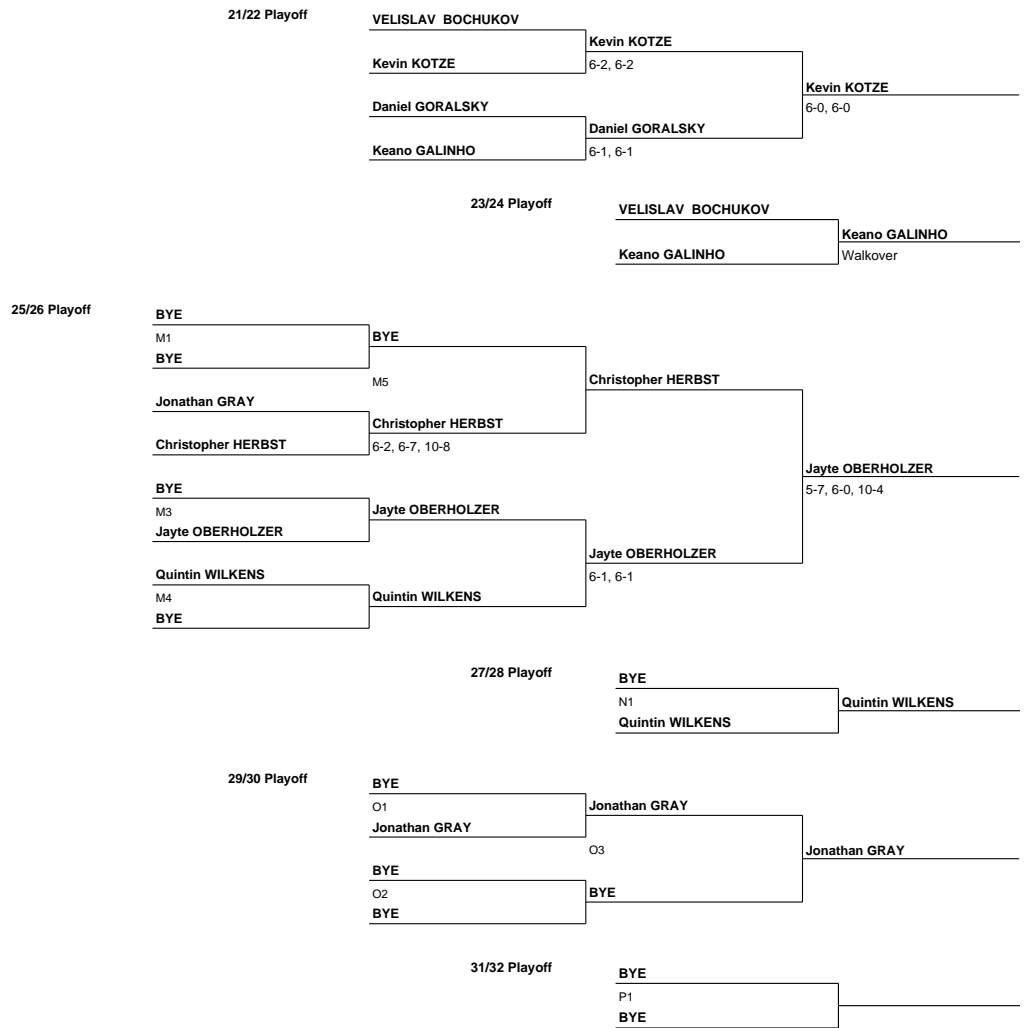 21/22 Playoff
VELISLAV  BOCHUKOV
Kevin KOTZE
Kevin KOTZE
6-2, 6-2
Kevin KOTZE
6-0, 6-0
Daniel GORALSKY
Daniel GORALSKY
Keano GALINHO
6-1, 6-1
23/24 Playoff
VELISLAV  BOCHUKOV
Keano GALINHO
Keano GALINHO
Walkover
25/26 Playoff
BYE
M1
BYE
BYE
M5
Christopher HERBST
Jonathan GRAY
Christopher HERBST
Christopher HERBST
6-2, 6-7, 10-8
Jayte OBERHOLZER
5-7, 6-0, 10-4
BYE
M3
Jayte OBERHOLZER
Jayte OBERHOLZER
Jayte OBERHOLZER
6-1, 6-1
Quintin WILKENS
M4
Quintin WILKENS
BYE
27/28 Playoff
BYE
N1
Quintin WILKENS
Quintin WILKENS
29/30 Playoff
BYE
O1
Jonathan GRAY
Jonathan GRAY
O3
Jonathan GRAY
BYE
O2
BYE
BYE
31/32 Playoff
BYE
P1
BYE